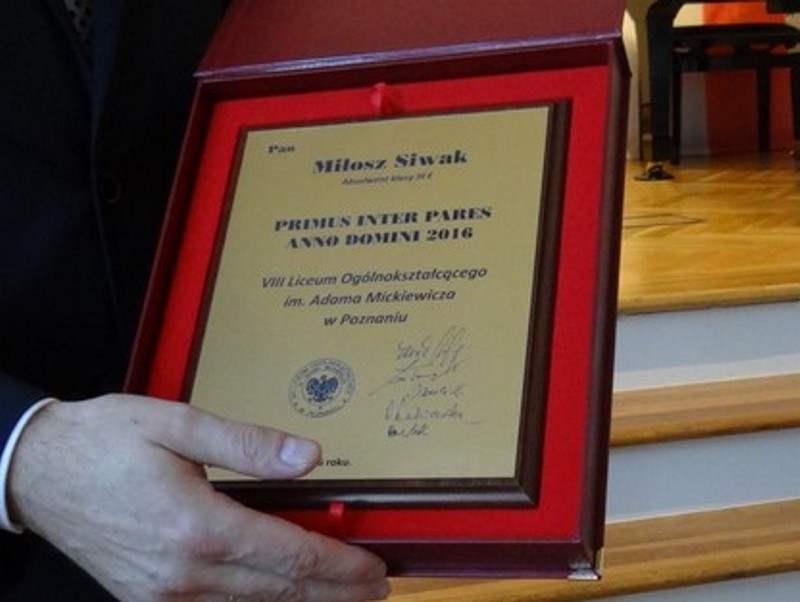 Pan
Miłosz Siwak
Absolwent klasy III E
PRIMUS INTER PARES
ANNO DOMINI 2016
VIII Liceum Ogólnokształcącego
im. Adama Mickiewicza
w Poznaniu
roku.